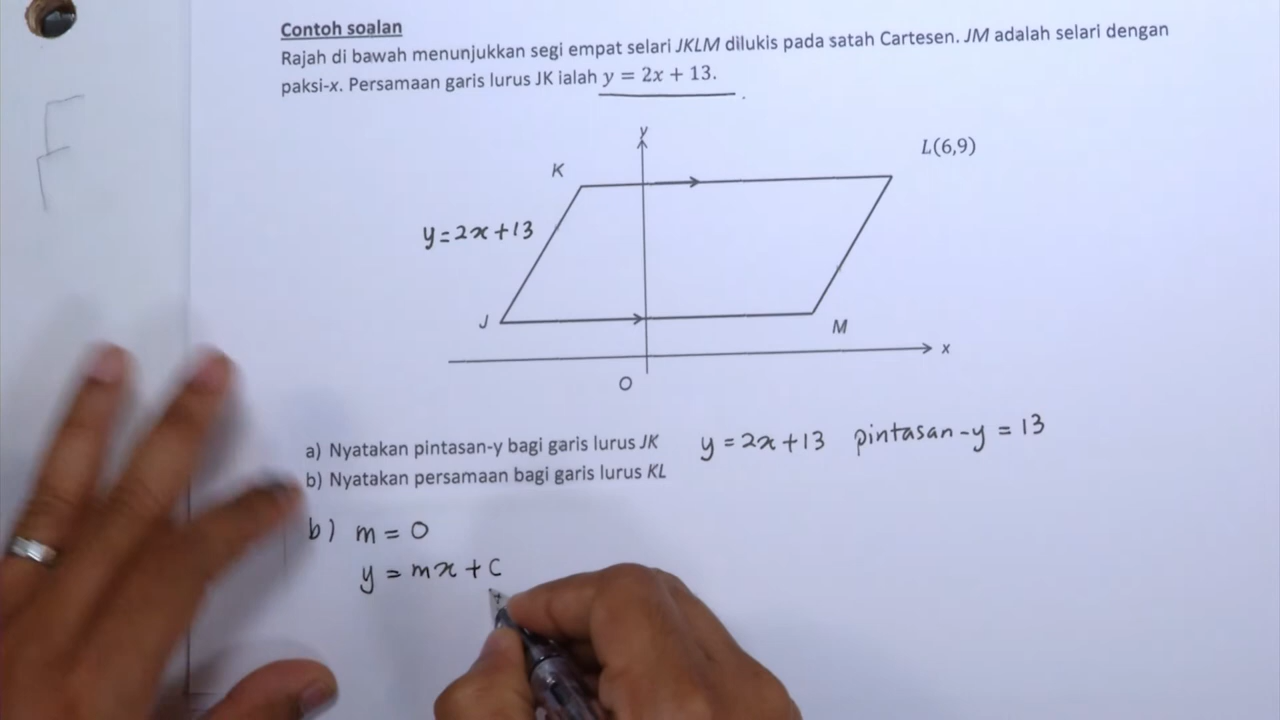 Contoh soalan
Rajah di bawah menunjukkan segi empat selari JKLM dilukis pada satah Cartesen. JM adalah selari dengan
paksi-x. Persamaan garis lurus JK ialah y = 2x + 13.
y
K
L(6,9)
y=2x+13
J
M
x
O
a) Nyatakan pintasan-y bagi garis lurus JK y = 2x+13 pintasan-y = 13
b) Nyatakan persamaan bagi garis lurus KL
b) m = 0
y = mx + c
F